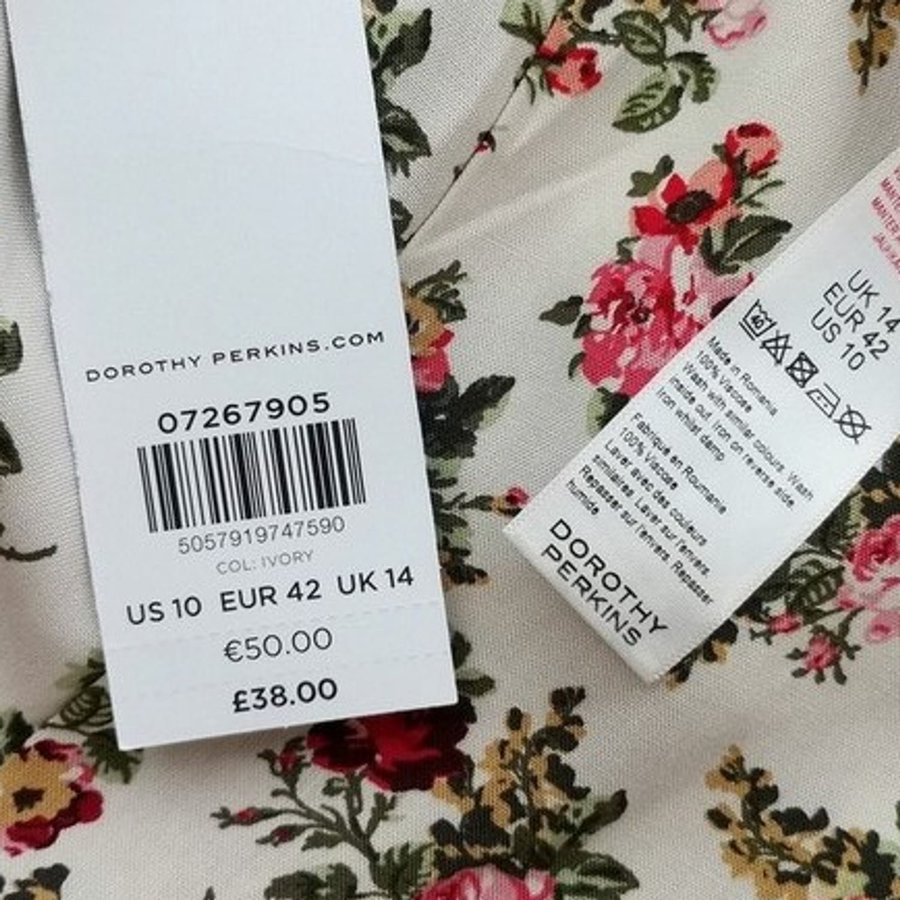 DOROTHY PERKINS.COM
07267905
5057919747590
COL: IVORY
US 10 EUR 42 UK 14
€50.00
£38.00
UK 14
EUR 42
US 10
40
Made in Romania
100% Viscose
Wash with similar colours. Wash
inside out. Iron on reverse side.
Iron whilst damp.
Fabriqué en Roumanie
100% Viscose
Laver avec des couleurs
similaires. Laver sur l'envers.
Repasser sur l'envers. Repasser
humide
DOROTHY
PERKINS